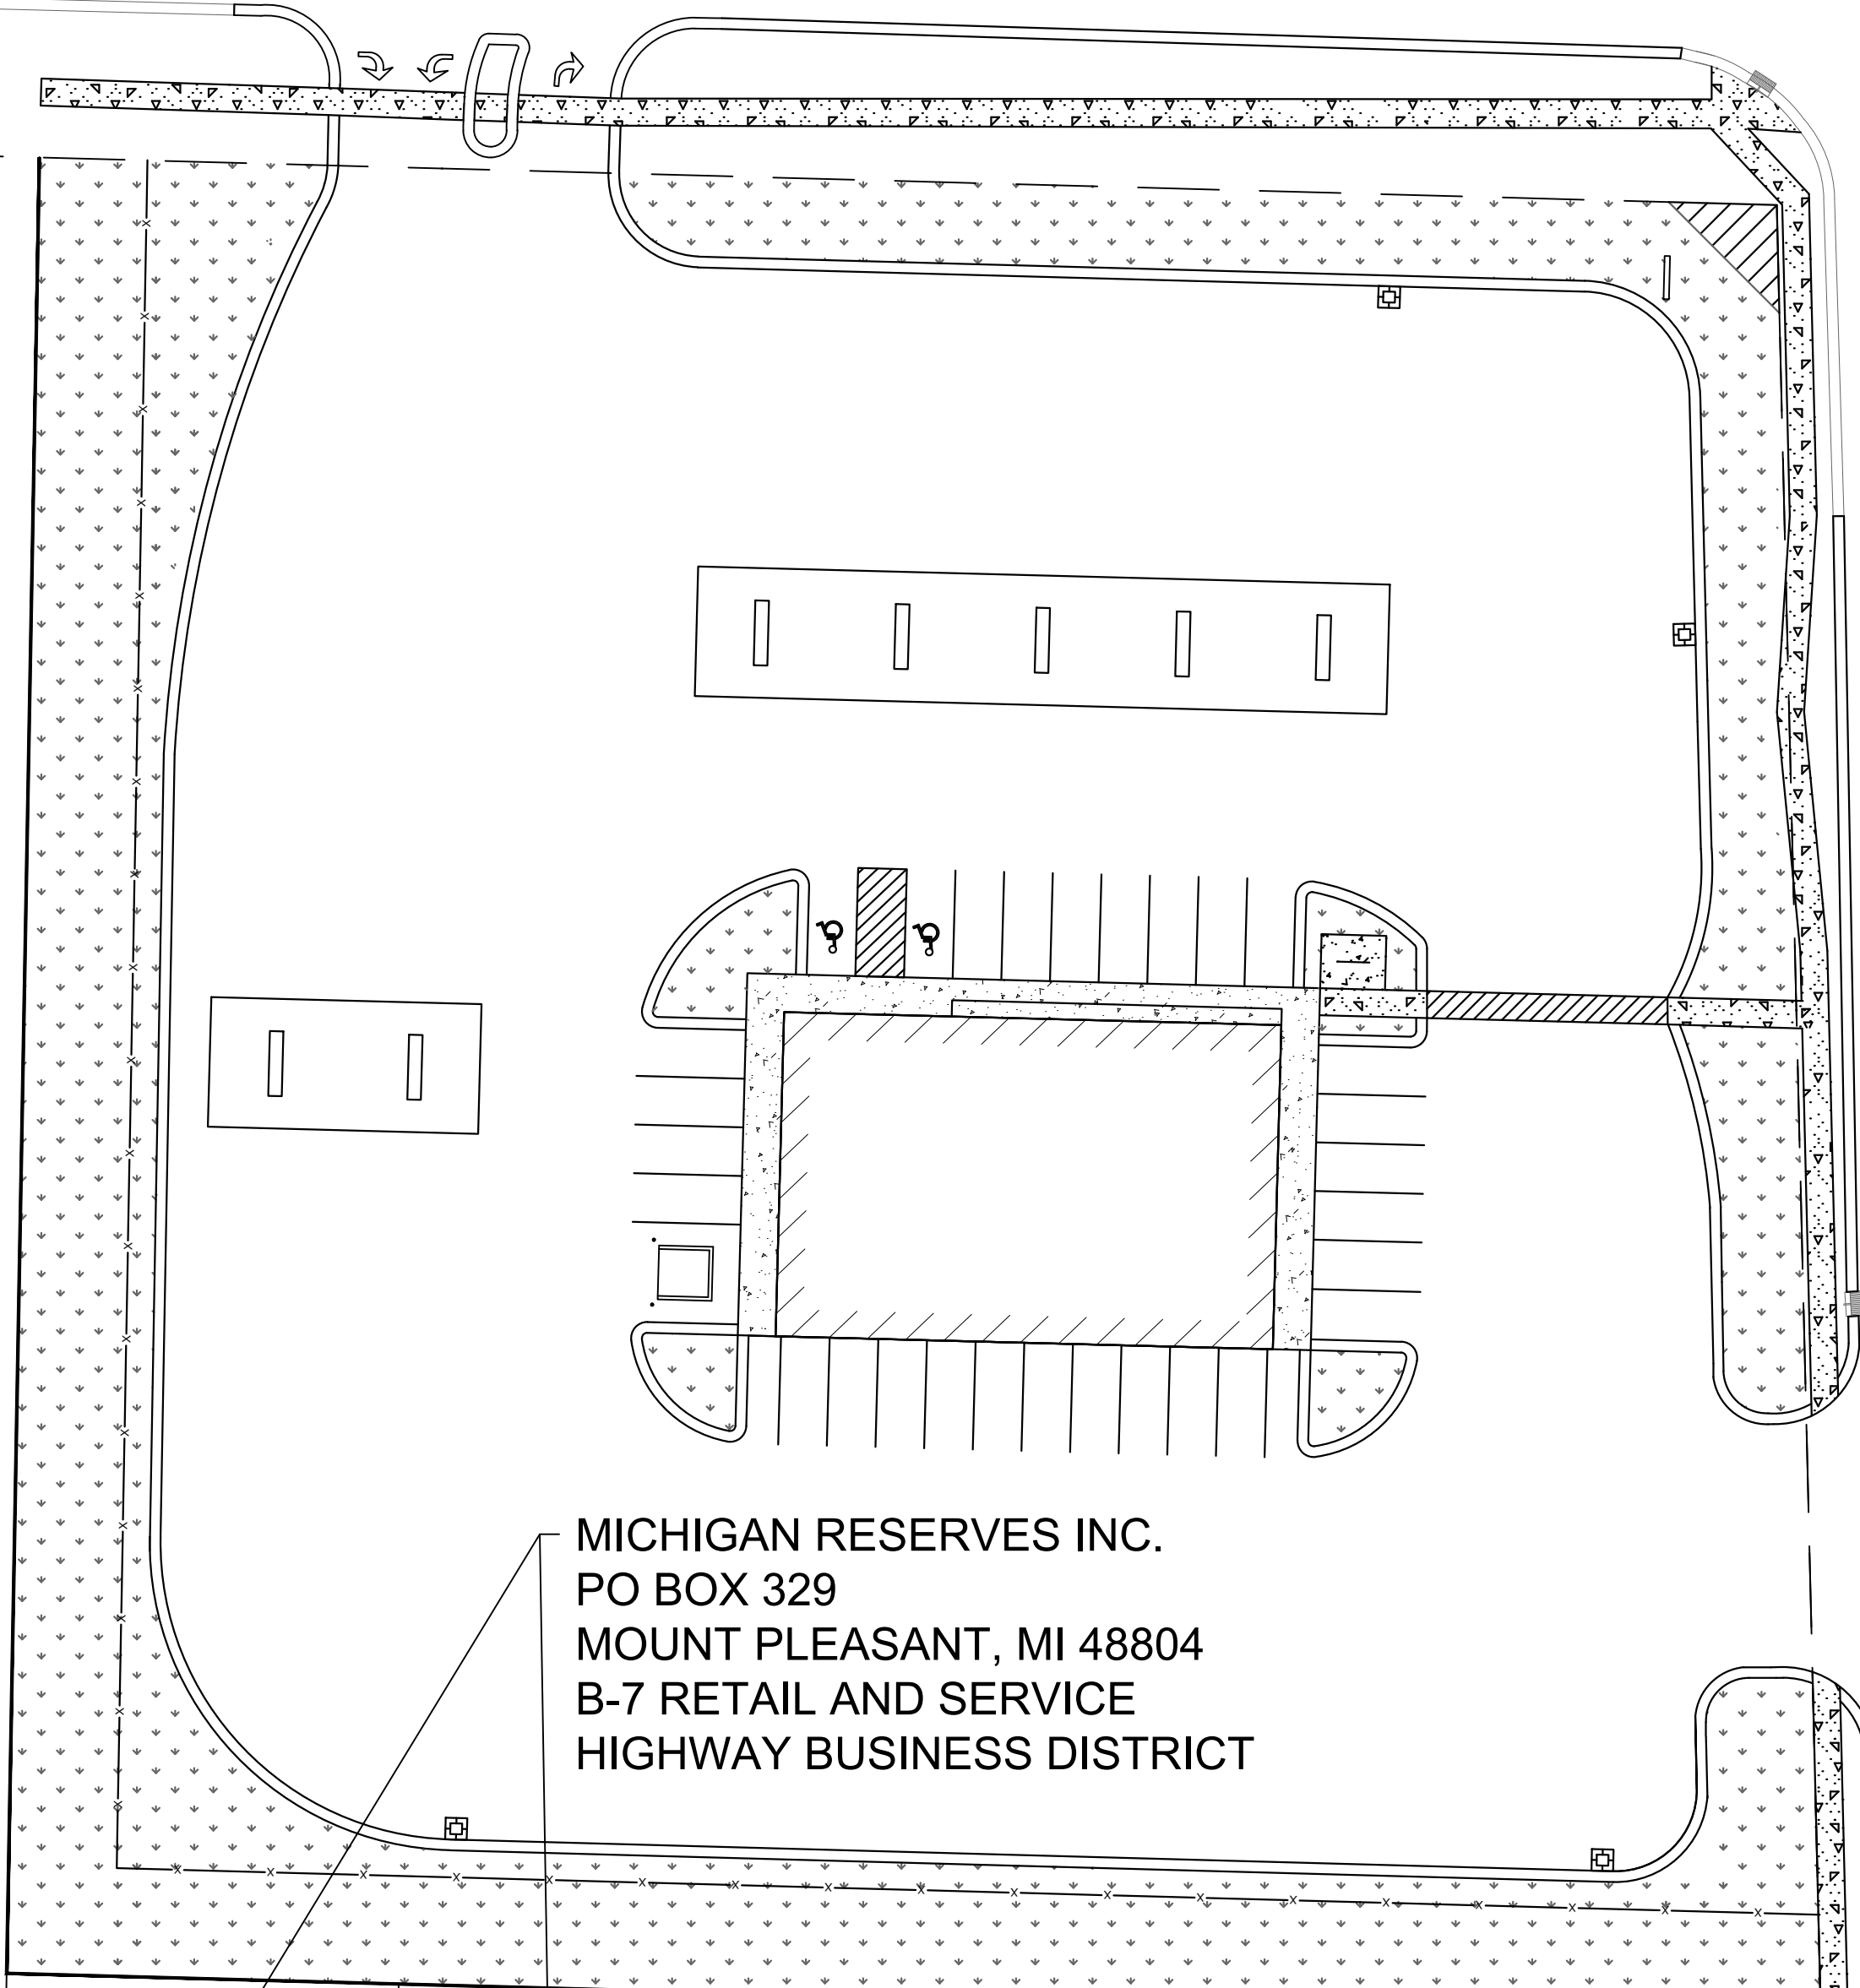 MICHIGAN RESERVES INC.
PO BOX 329
MOUNT PLEASANT, MI 48804
B-7 RETAIL AND SERVICE
HIGHWAY BUSINESS DISTRICT